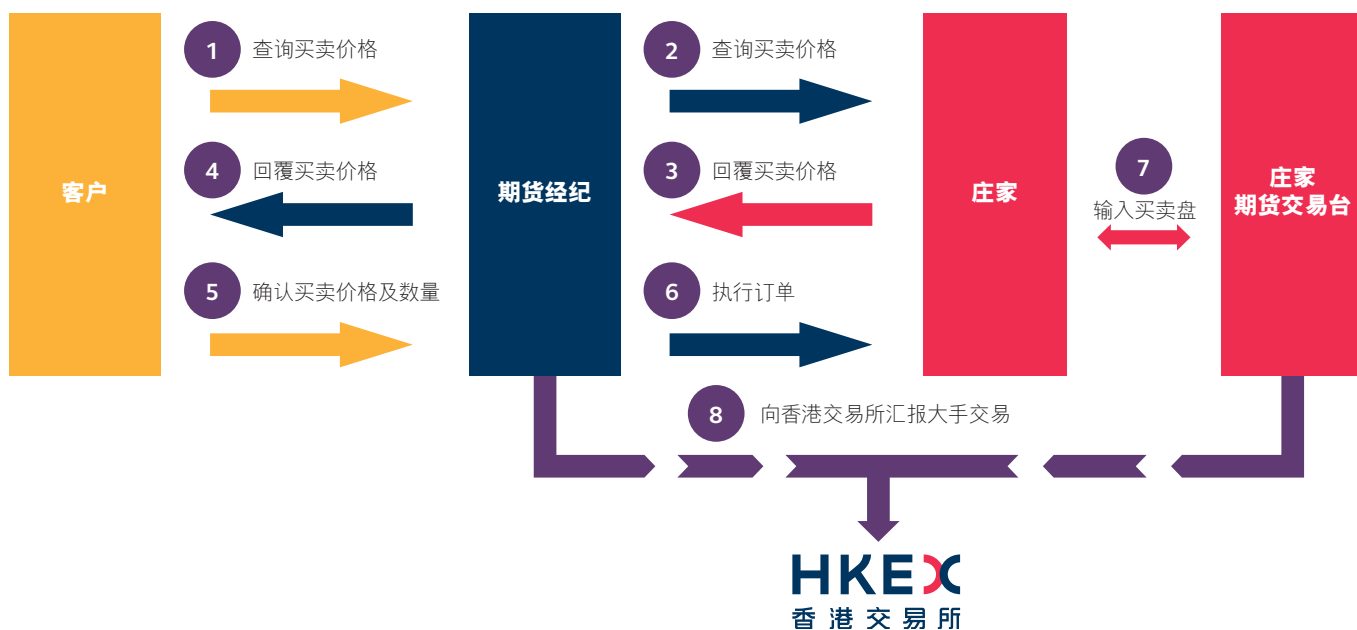 1 查询买卖价格
2 查询买卖价格
4 回覆买卖价格
3 回覆买卖价格
7
客户
期货经纪
庄家
输入买卖盘
庄家
期货交易台
5 确认买卖价格及数量
6 执行订单
8 向香港交易所汇报大手交易
HKEX
香港交易所